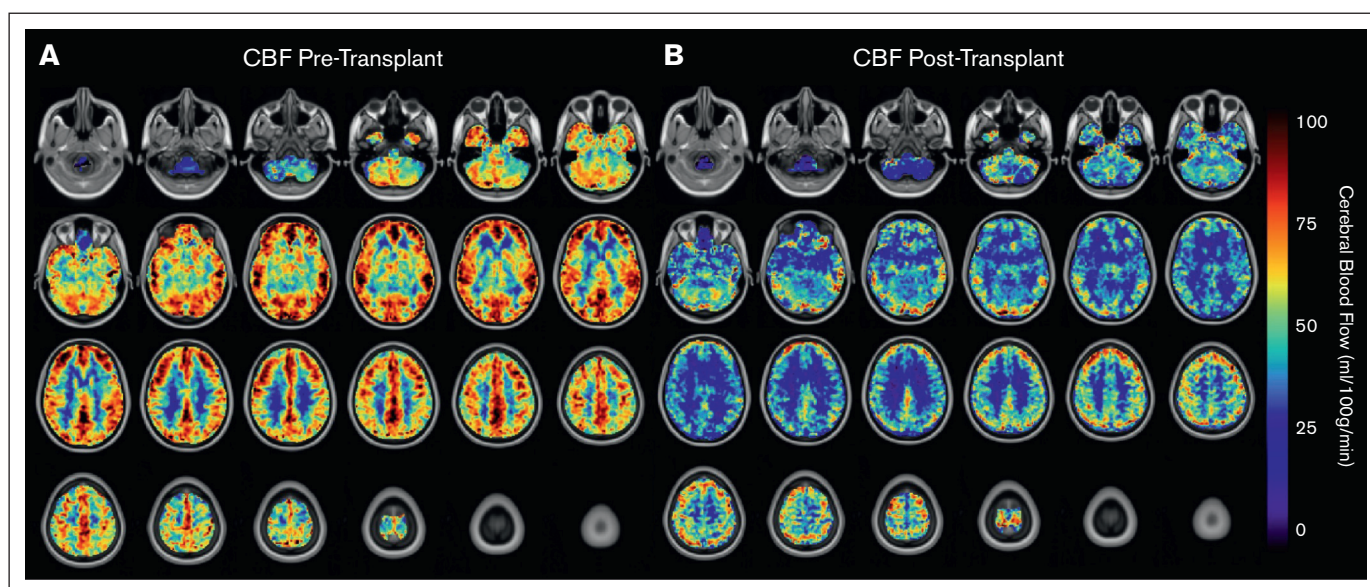 A
CBF Pre-Transplant
B
CBF Post-Transplant
100
75
50
25
0
Cerebral Blood Flow (ml/100g/min)